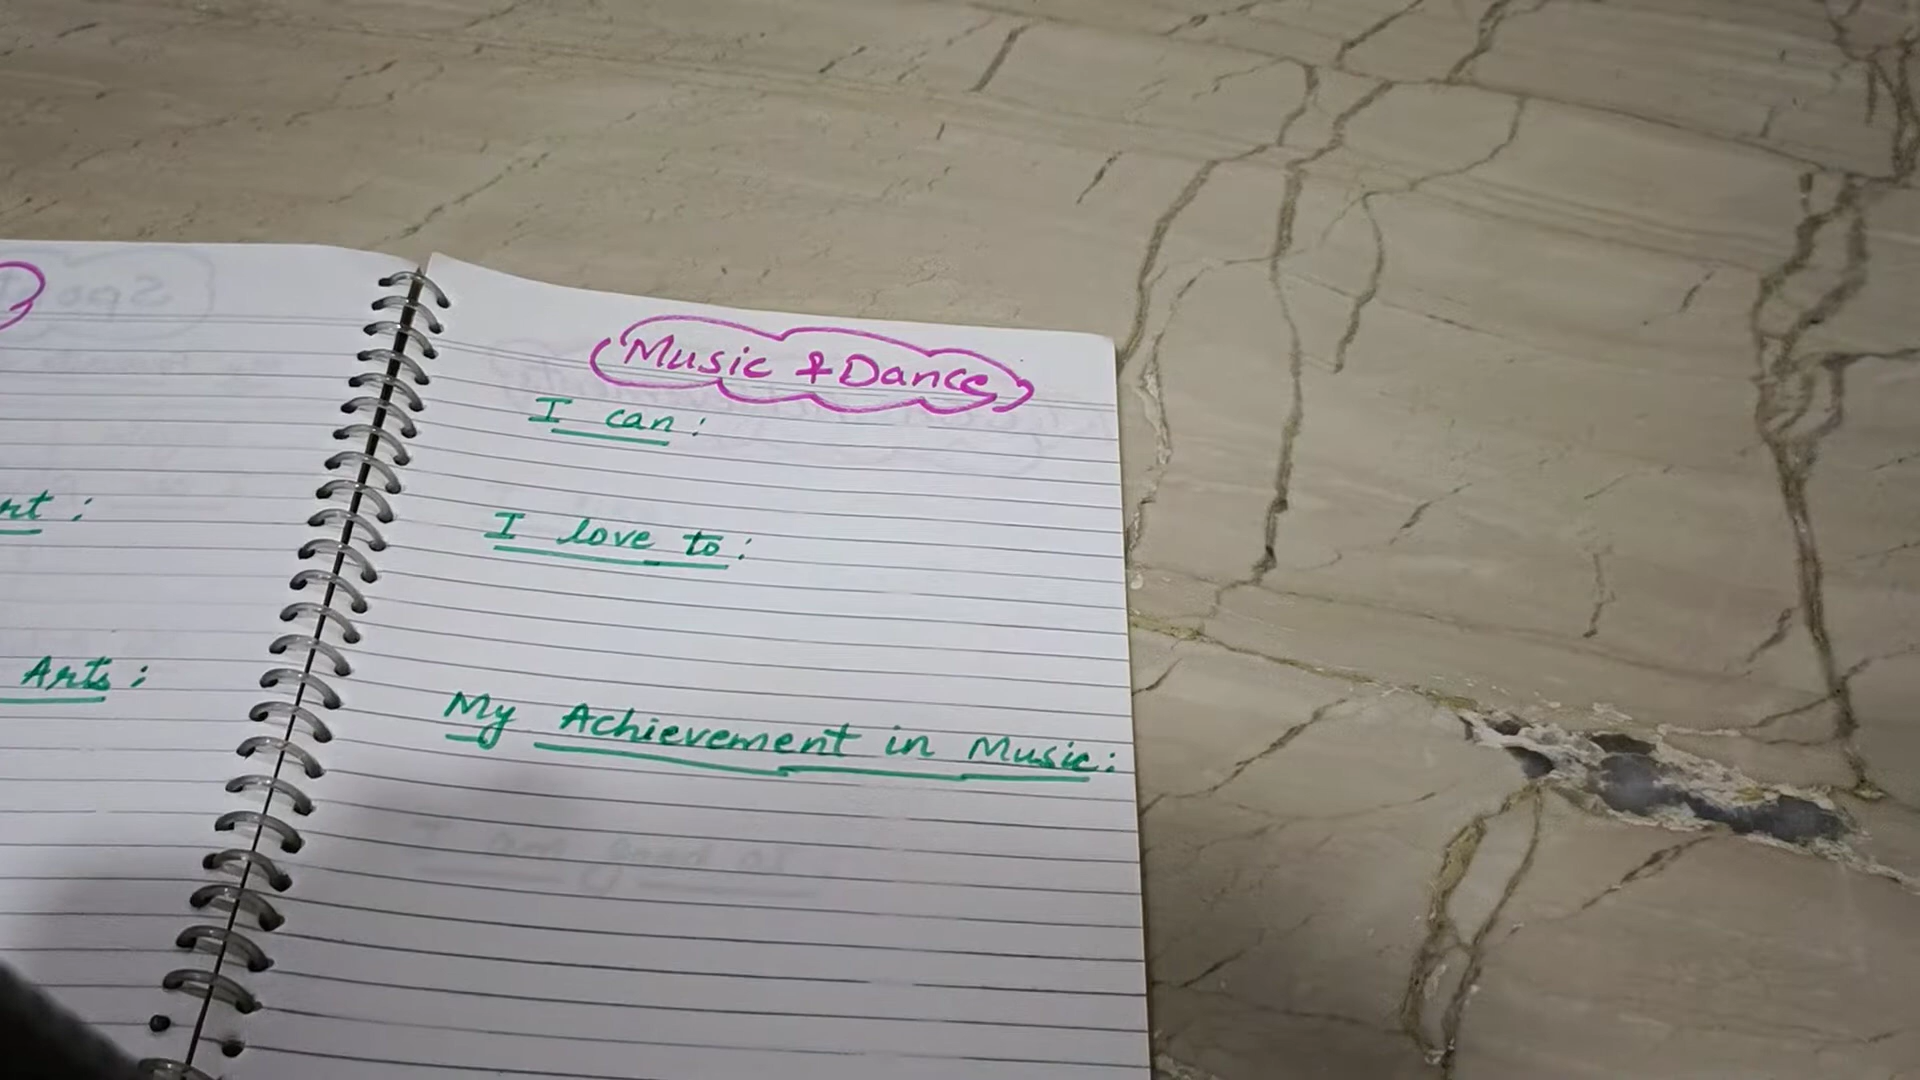 rt:
Arts:
Music & Dance
I can:
I love to:
My Achievement in Music: